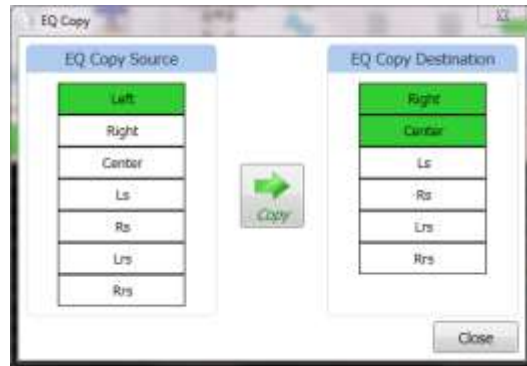 EQ Copy
EQ Copy Source
Left
Right
Center
Ls
Rs
Lrs
Rrs
Copy
EQ Copy Destination
Right
Center
Ls
Rs
Lrs
Rrs
Close